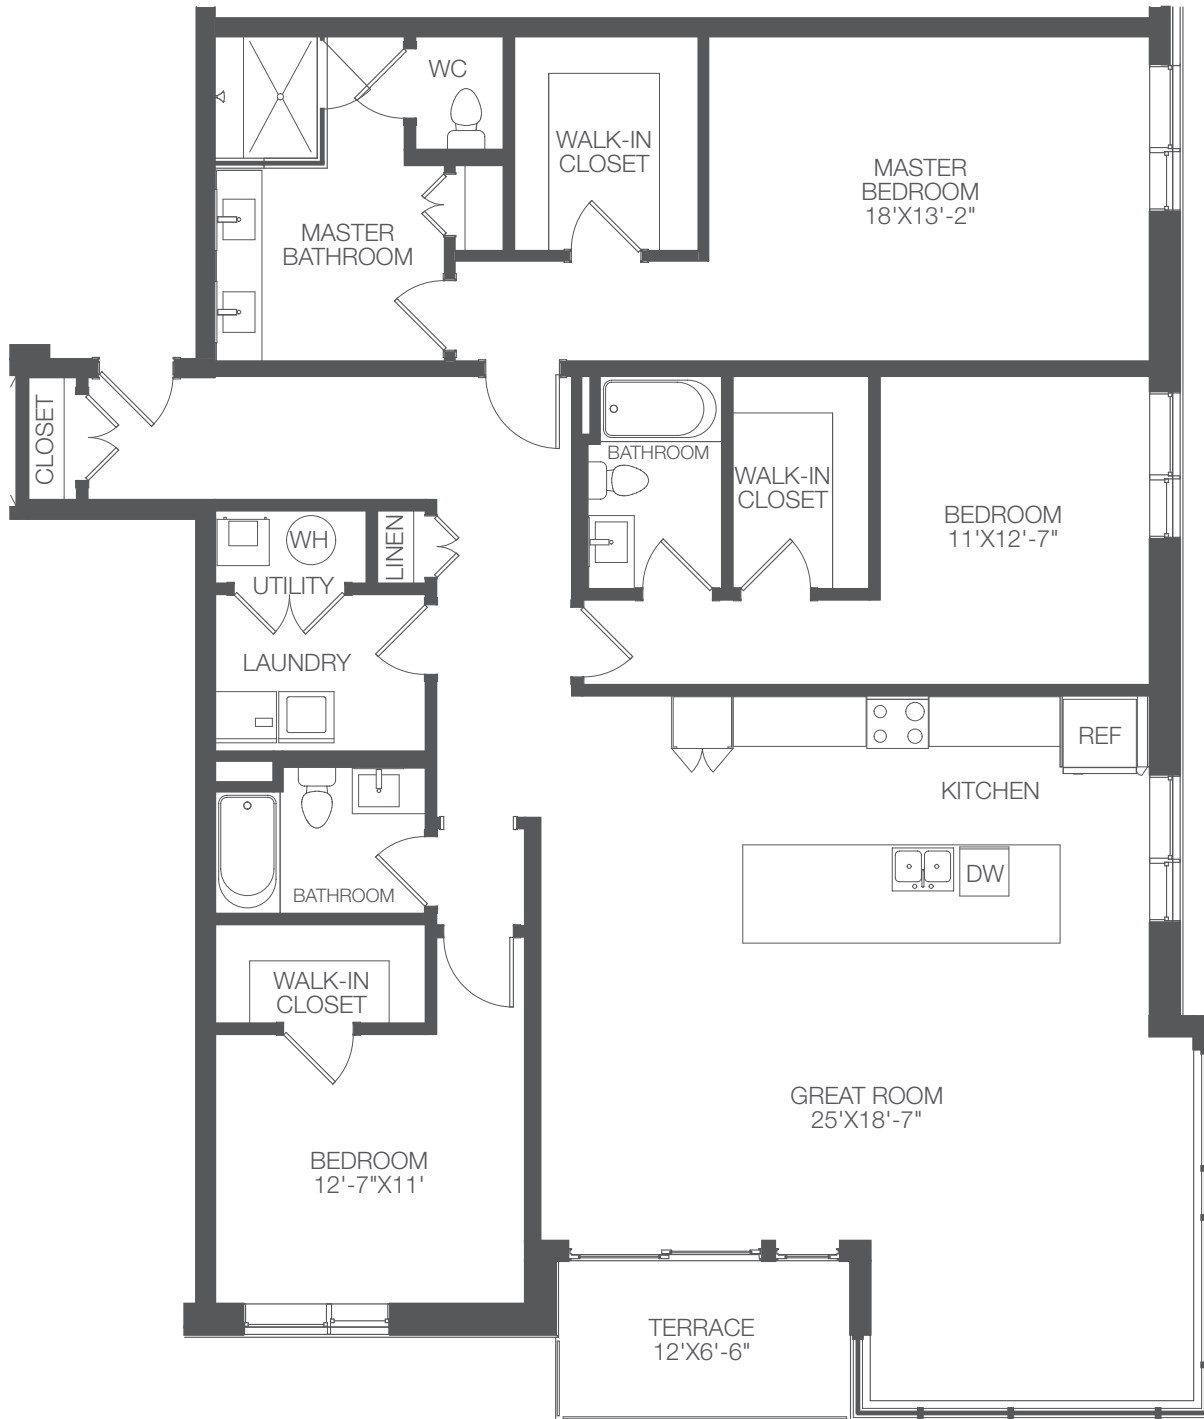 WC
WALK-IN
CLOSET
MASTER
BEDROOM
18'X13'-2"
MASTER
BATHROOM
CLOSET
BATHROOM
WALK-IN
CLOSET
BEDROOM
11'X12'-7"
WH
LINEN
UTILITY
LAUNDRY
REF
KITCHEN
DW
BATHROOM
WALK-IN
CLOSET
GREAT ROOM
25'X18'-7"
BEDROOM
12'-7"X11'
TERRACE
12'X6'-6"